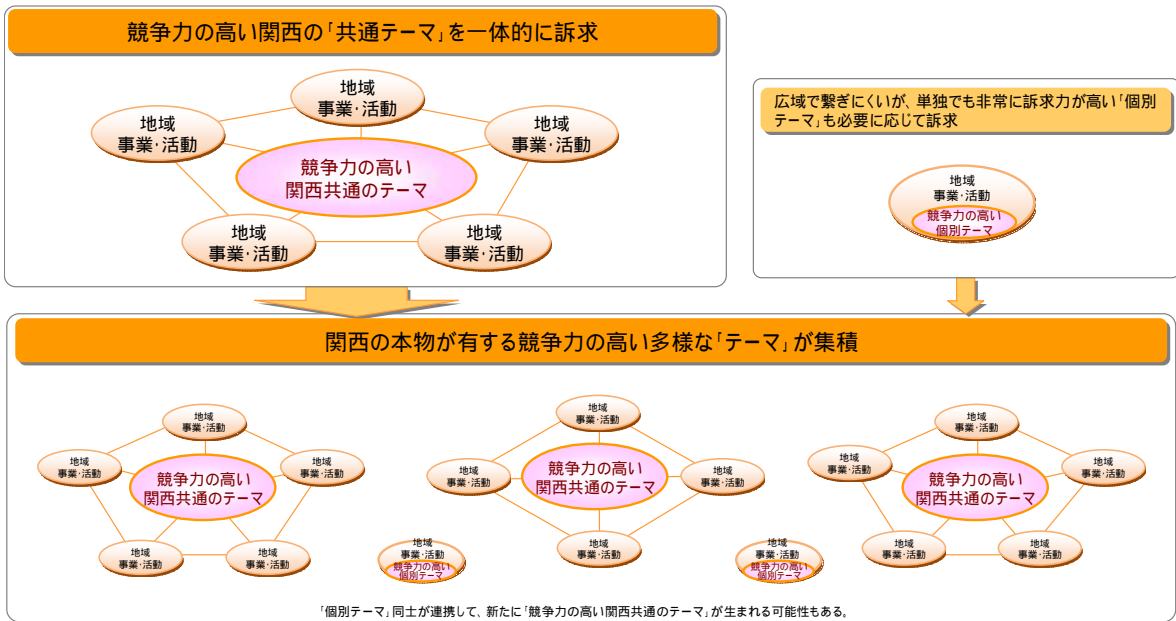 競争力の高い関西の「共通テーマ」を一体的に訴求
地域
事業・活動
地域
事業・活動
地域
事業・活動
競争力の高い
関西共通のテーマ
地域
事業・活動
地域
事業・活動
広域で繋ぎにくいが、単独でも非常に訴求力が高い「個別
テーマ」も必要に応じて訴求
地域
事業・活動
競争力の高い
個別テーマ
関西の本物が有する競争力の高い多様な「テーマ」が集積
地域
事業・活動
地域
事業・活動
地域
事業・活動
競争力の高い
関西共通のテーマ
地域
事業・活動
地域
事業・活動
地域
事業・活動
競争力の高い
個別テーマ
地域
事業・活動
地域
事業・活動
競争力の高い
関西共通のテーマ
地域
事業・活動
地域
事業・活動
地域
事業・活動
競争力の高い
個別テーマ
地域
事業・活動
地域
事業・活動
地域
事業・活動
競争力の高い
関西共通のテーマ
地域
事業・活動
地域
事業・活動
「個別テーマ」同士が連携して、新たに「競争力の高い関西共通のテーマ」が生まれる可能性もある。